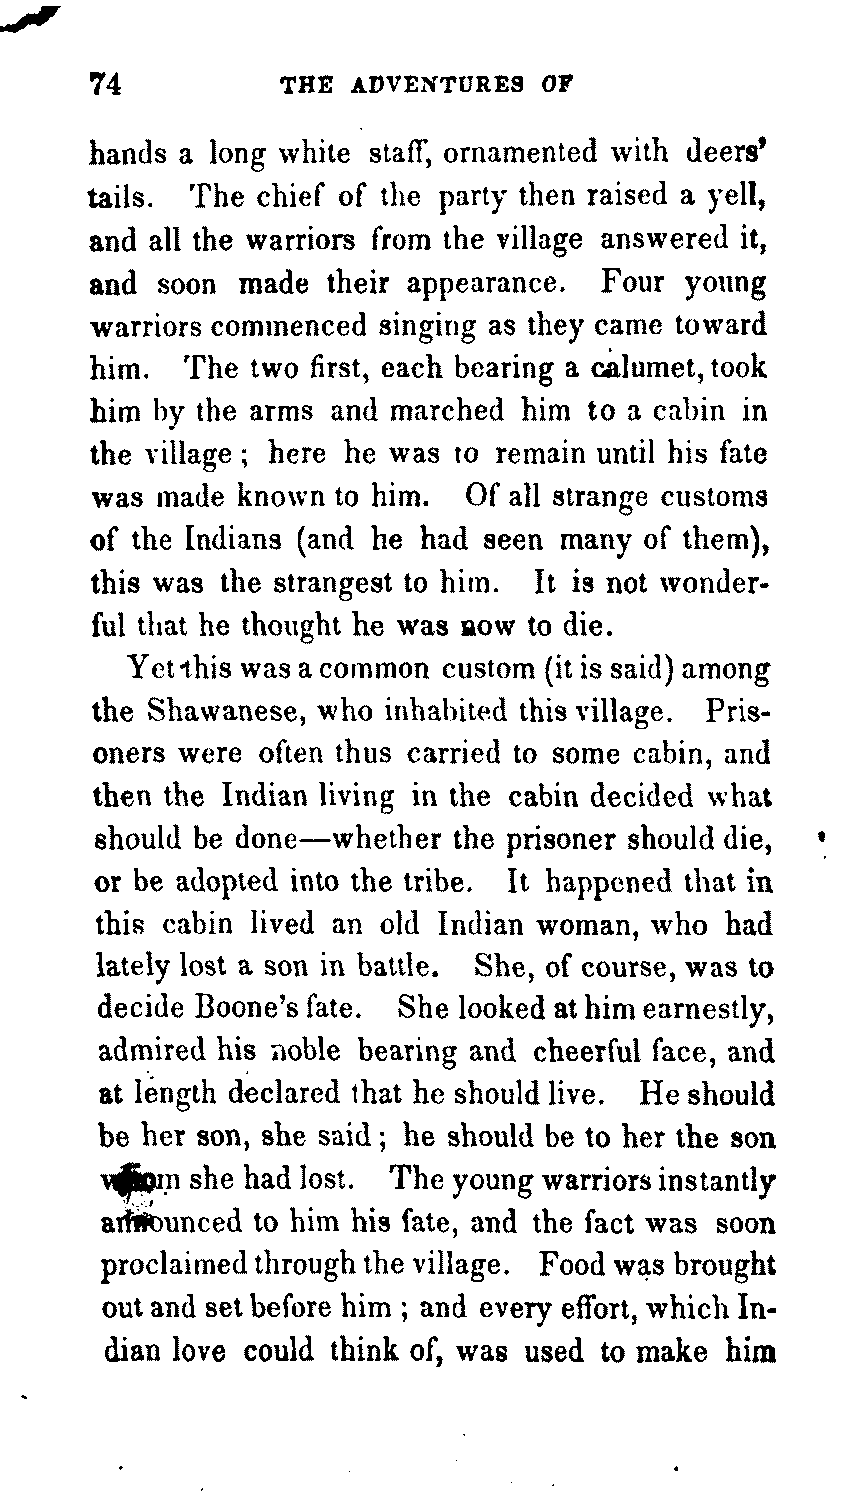 74 THE ADVENTURES OF
hands a long white staff, ornamented with deers'
tails. The chief of the party then raised a yell,
and all the warriors from the village answered it,
and soon made their appearance. Four young
warriors commenced singing as they came toward
him. The two first, each bearing a calumet, took
him by the arms and marched him to a cabin in
the village; here he was to remain until his fate
was made known to him. Of all strange customs
of the Indians (and he had seen many of them),
this was the strangest to him. It is not wonder-
ful that he thought he was now to die.
Yet this was a common custom (it is said) among
the Shawanese, who inhabited this village. Pris-
oners were often thus carried to some cabin, and
then the Indian living in the cabin decided what
should be done—whether the prisoner should die,
or be adopted into the tribe. It happened that in
this cabin lived an old Indian woman, who had
lately lost a son in battle. She, of course, was to
decide Boone's fate. She looked at him earnestly,
admired his noble bearing and cheerful face, and
at length declared that he should live. He should
be her son, she said; he should be to her the son
whom she had lost. The young warriors instantly
announced to him his fate, and the fact was soon
proclaimed through the village. Food was brought
out and set before him; and every effort, which In-
dian love could think of, was used to make him